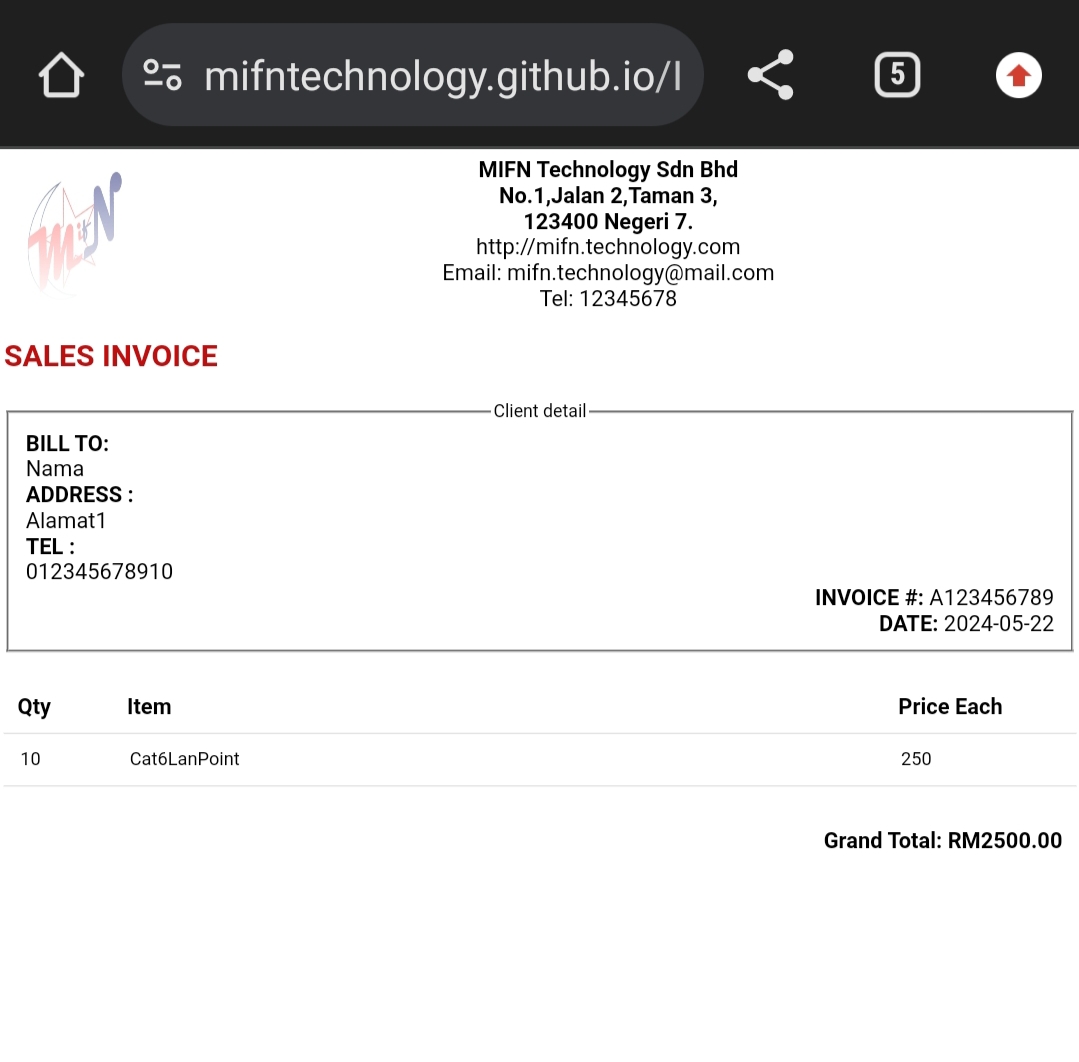 mifntechnology.github.io/I
5
MifN
MIFN Technology Sdn Bhd
No.1,Jalan 2,Taman 3,
123400 Negeri 7.
http://mifn.technology.com
Email: mifn.technology@mail.com
Tel: 12345678
SALES INVOICE
Client detail
BILL TO:
Nama
ADDRESS :
Alamat1
TEL :
012345678910
INVOICE #: A123456789
DATE: 2024-05-22
Qty Item Price Each
10 Cat6LanPoint 250
Grand Total: RM2500.00